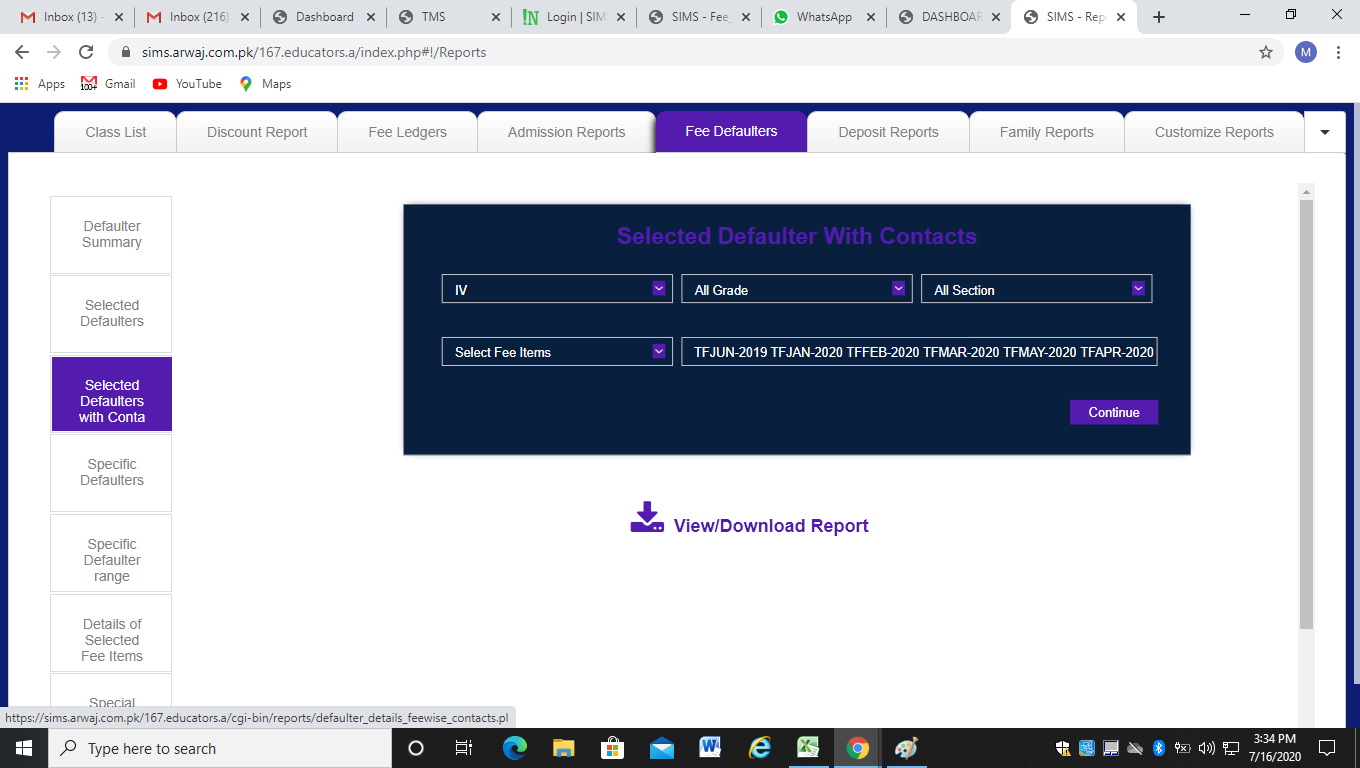 Inbox (13) -
Inbox (216)
Dashboard
TMS
Login | SIM
SIMS - Fee_
WhatsApp
DASHBOAR
SIMS - Rep
sims.arwaj.com.pk/167.educators.a/index.php#!/Reports
M
Apps
100+
Gmail
YouTube
Maps
Class List
Discount Report
Fee Ledgers
Admission Reports
Fee Defaulters
Deposit Reports
Family Reports
Customize Reports
Defaulter
Summary
Selected
Defaulters
Selected
Defaulters
with Conta
Specific
Defaulters
Specific
Defaulter
range
Details of
Selected
Fee Items
Special
Selected Defaulter With Contacts
IV
All Grade
All Section
Select Fee Items
TFJUN-2019 TFJAN-2020 TFFEB-2020 TFMAR-2020 TFMAY-2020 TFAPR-2020
Continue
View/Download Report
https://sims.arwaj.com.pk/167.educators.a/cgi-bin/reports/defaulter_details_feewise_contacts.pl
Type here to search
3:34 PM
7/16/2020